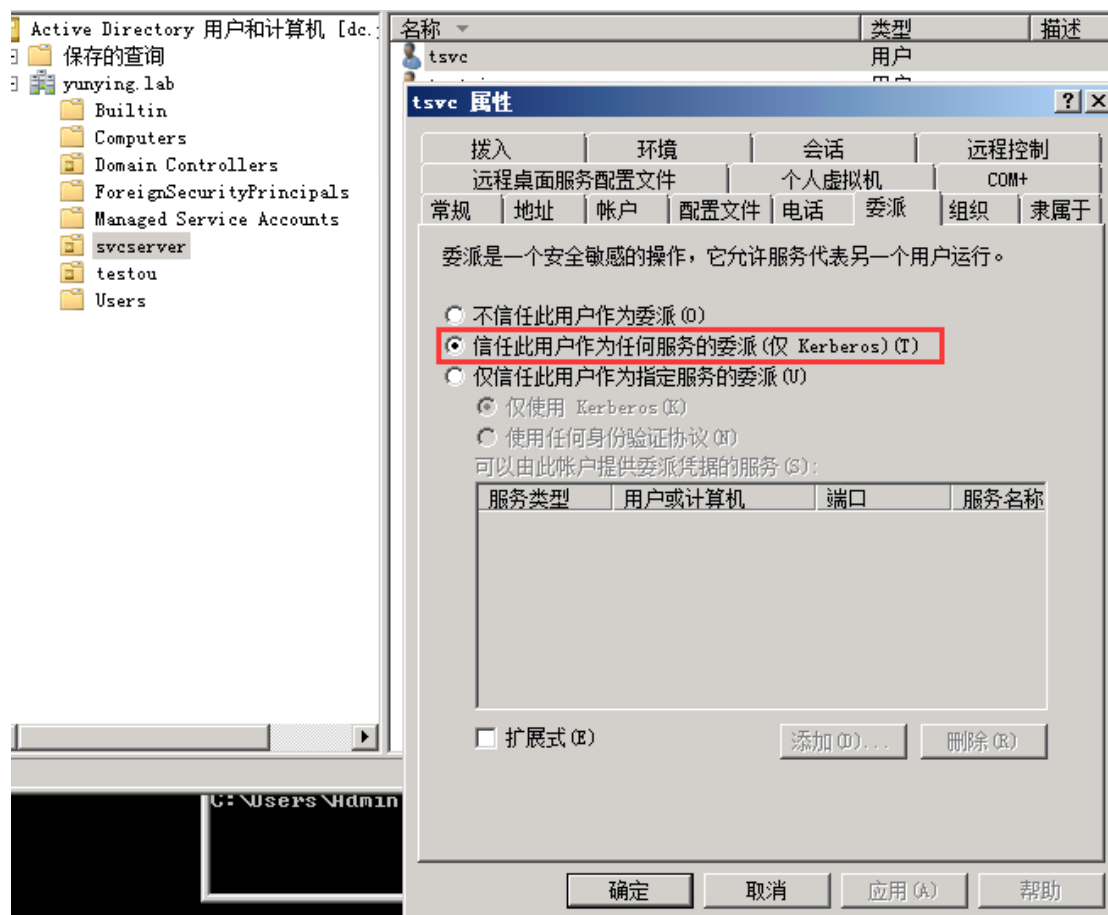 Active Directory 用户和计算机 [dc.
保存的查询
yunying.lab
Builtin
Computers
Domain Controllers
ForeignSecurityPrincipals
Managed Service Accounts
svcserver
testou
Users
名称 类型 描述
tsvc 用户
tsvc 属性
拨入 环境 会话 远程控制
远程桌面服务配置文件 个人虚拟机 COM+
常规 地址 帐户 配置文件 电话 委派 组织 隶属于
委派是一个安全敏感的操作，它允许服务代表另一个用户运行。
不信任此用户作为委派(O)
信任此用户作为任何服务的委派(仅 Kerberos)(T)
仅信任此用户作为指定服务的委派(U)
仅使用 Kerberos(K)
使用任何身份验证协议(N)
可以由此帐户提供委派凭据的服务(S):
服务类型 用户或计算机 端口 服务名称
扩展式(E) 添加(D)... 删除(R)
C:\Users\Admin
确定 取消 应用(A) 帮助